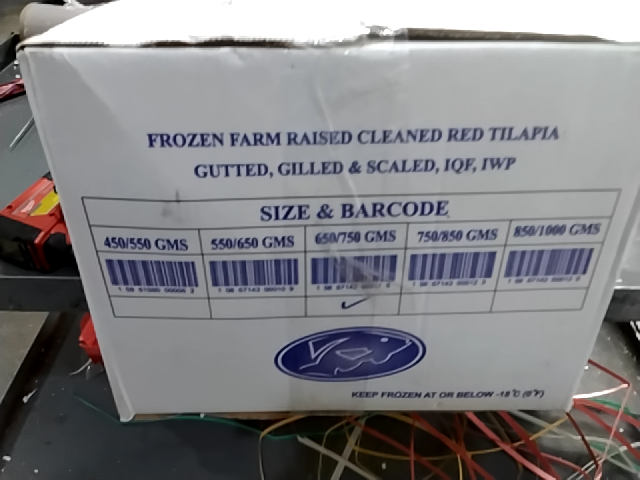 FROZEN FARM RAISED CLEANED RED TILAPIA
GUTTED, GILLED & SCALED, IQF, IWP
SIZE & BARCODE
450/550 GMS 550/650 GMS 650/750 GMS 750/850 GMS 850/1000 GMS
KEEP FROZEN AT OR BELOW -18°C (0°F)